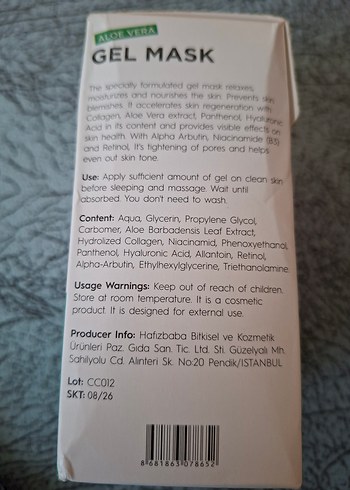 ALOE VERA
GEL MASK
The specially formulated gel mask relaxes,
moisturizes and nourishes the skin. Prevents skin
blemishes. It accelerates skin regeneration with
Collagen, Aloe Vera extract, Panthenol, Hyaluronic
Acid in its content and provides visible effects on
skin health. With Alpha Arbutin, Niacinamide (B3)
and Retinol, It's tightening of pores and helps
even out skin tone.
Use: Apply sufficient amount of gel on clean skin
before sleeping and massage. Wait until
absorbed. You don't need to wash.
Content: Aqua, Glycerin, Propylene Glycol,
Carbomer, Aloe Barbadensis Leaf Extract,
Hydrolized Collagen, Niacinamid, Phenoxyethanol,
Panthenol, Hyaluronic Acid, Allantoin, Retinol,
Alpha-Arbutin, Ethylhexylglycerine, Triethanolamine
Usage Warnings: Keep out of reach of children.
Store at room temperature. It is a cosmetic
product. It is designed for external use.
Producer Info: Hafızbaba Bitkisel ve Kozmetik
Ürünleri Paz. Gıda San. Tic. Ltd. Sti. Güzelyalı Mh.
Sahilyolu Cd. Alinteri Sk. No:20 Pendik/ISTANBUL
Lot: CC012
SKT: 08/26
8 681863 078652